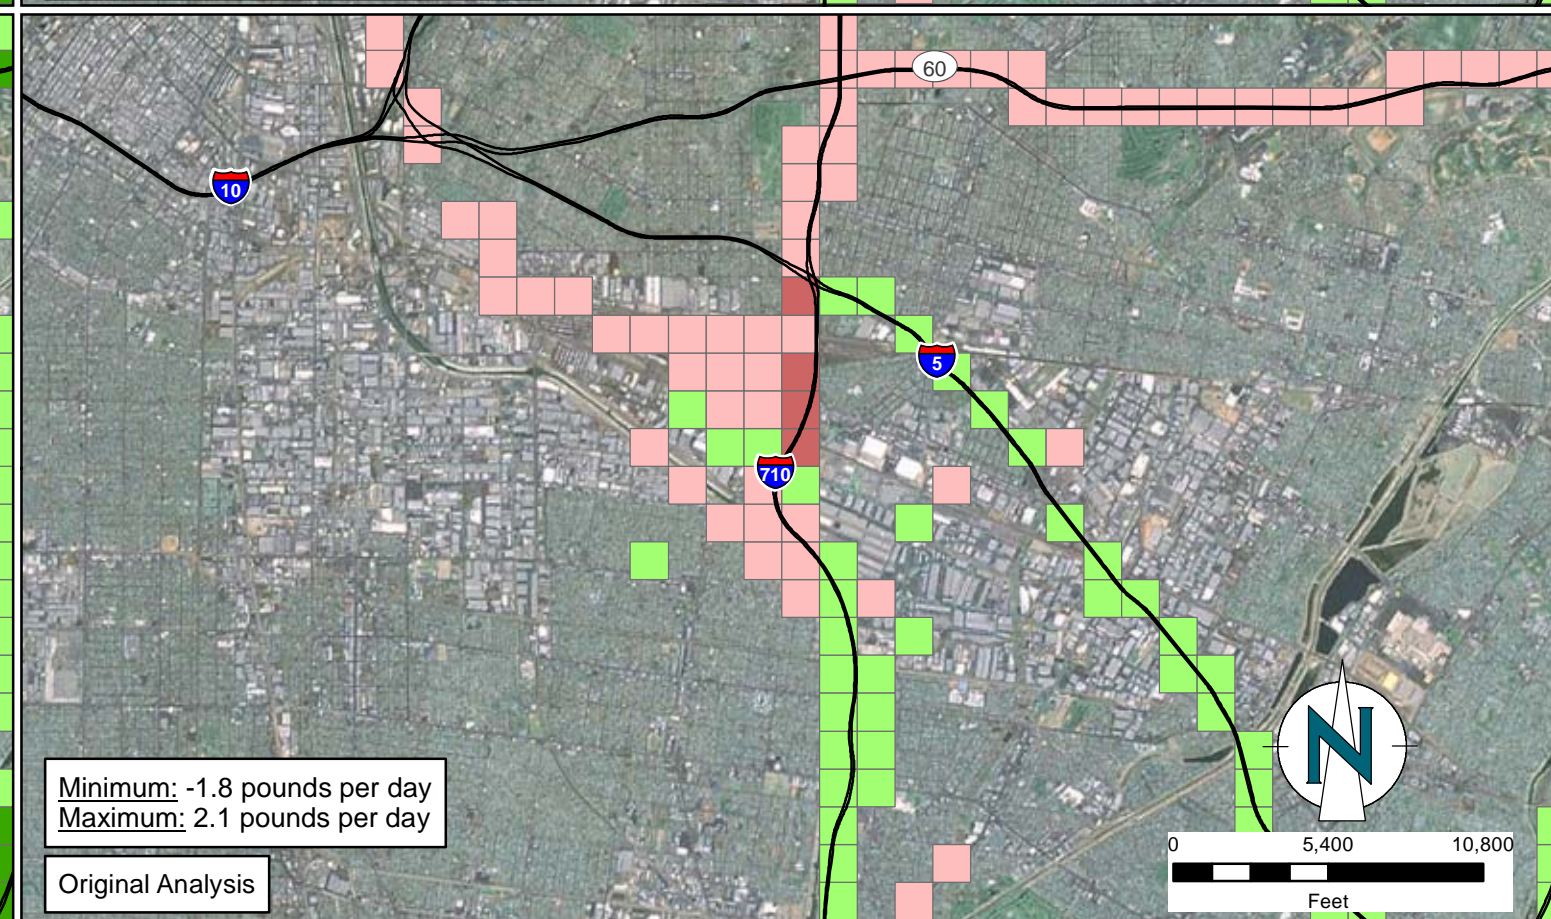 60
10
5
710
Minimum: -1.8 pounds per day
Maximum: 2.1 pounds per day
Original Analysis
N
0 5,400 10,800
Feet